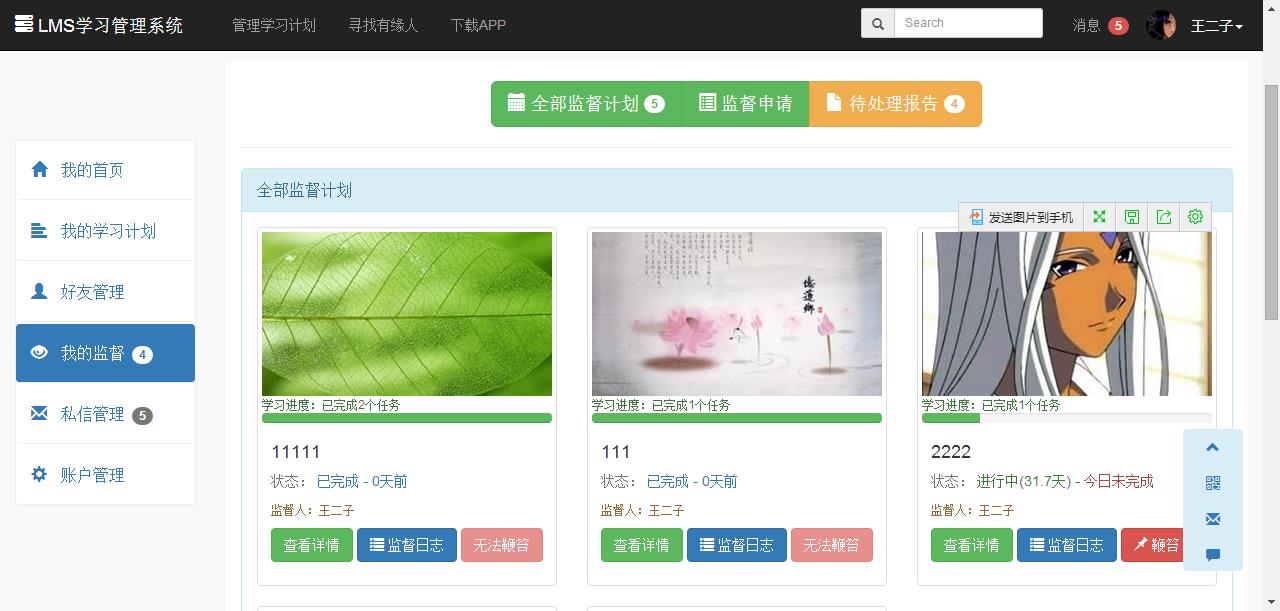 LMS学习管理系统 管理学习计划 寻找有缘人 下载APP Search 消息 5 王二子
全部监督计划 5 监督申请 待处理报告 4
我的首页
我的学习计划
好友管理
我的监督 4
私信管理 5
账户管理
全部监督计划
发送图片到手机
憶蓮鄉
学习进度：已完成2个任务
11111
状态： 已完成 - 0天前
监督人：王二子
查看详情 监督日志 无法鞭笞
学习进度：已完成1个任务
111
状态： 已完成 - 0天前
监督人：王二子
查看详情 监督日志 无法鞭笞
学习进度：已完成1个任务
2222
状态： 进行中(31.7天) - 今日未完成
监督人：王二子
查看详情 监督日志 鞭笞